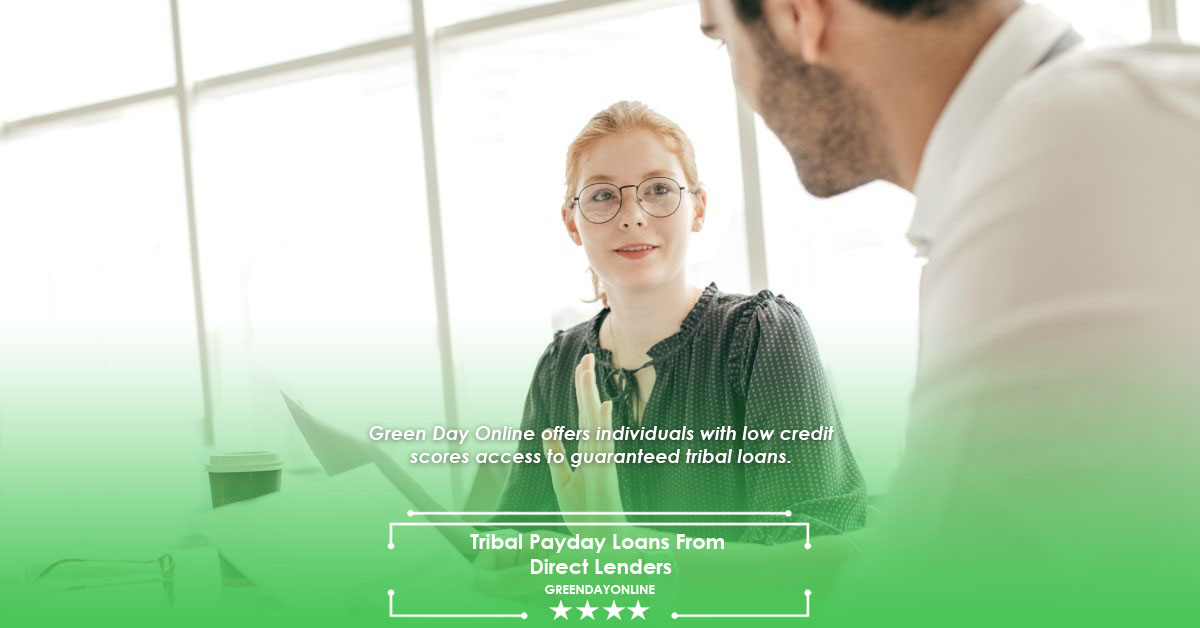 Green Day Online offers individuals with low credit
scores access to guaranteed tribal loans.
Tribal Payday Loans From
Direct Lenders
GREENDAYONLINE